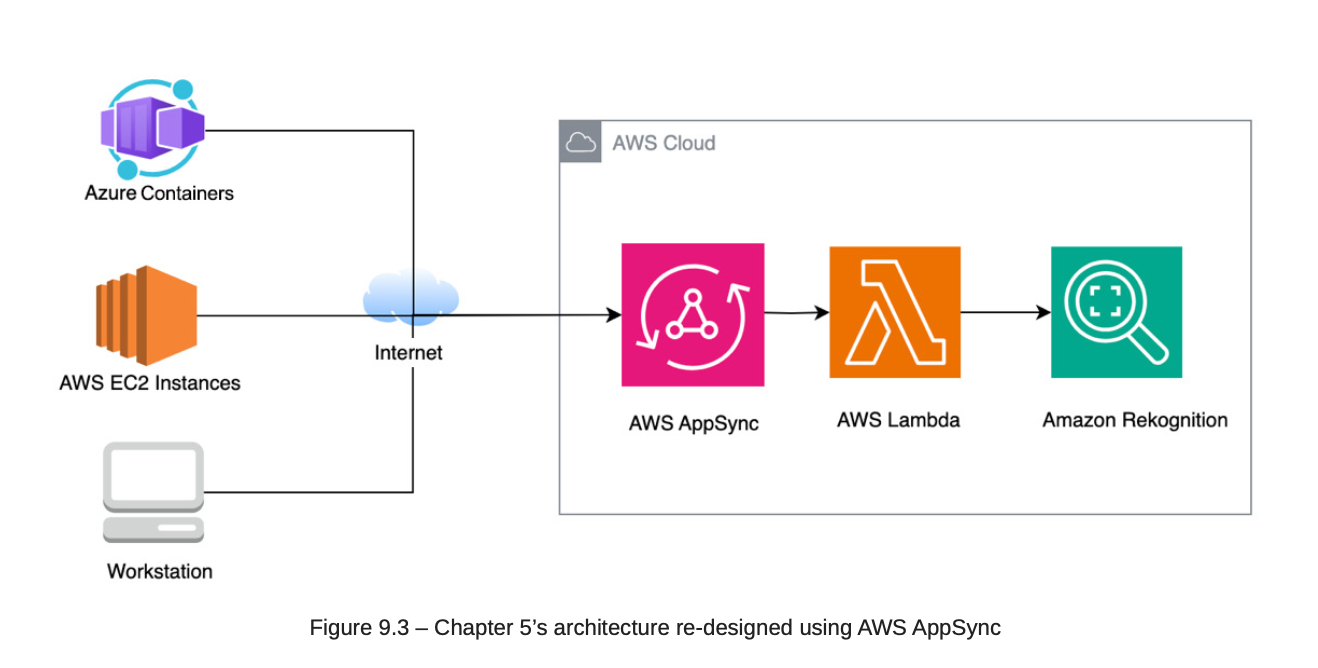 Azure Containers
AWS Cloud
Internet
AWS EC2 Instances
AWS AppSync
AWS Lambda
Amazon Rekognition
Workstation
Figure 9.3 – Chapter 5’s architecture re-designed using AWS AppSync